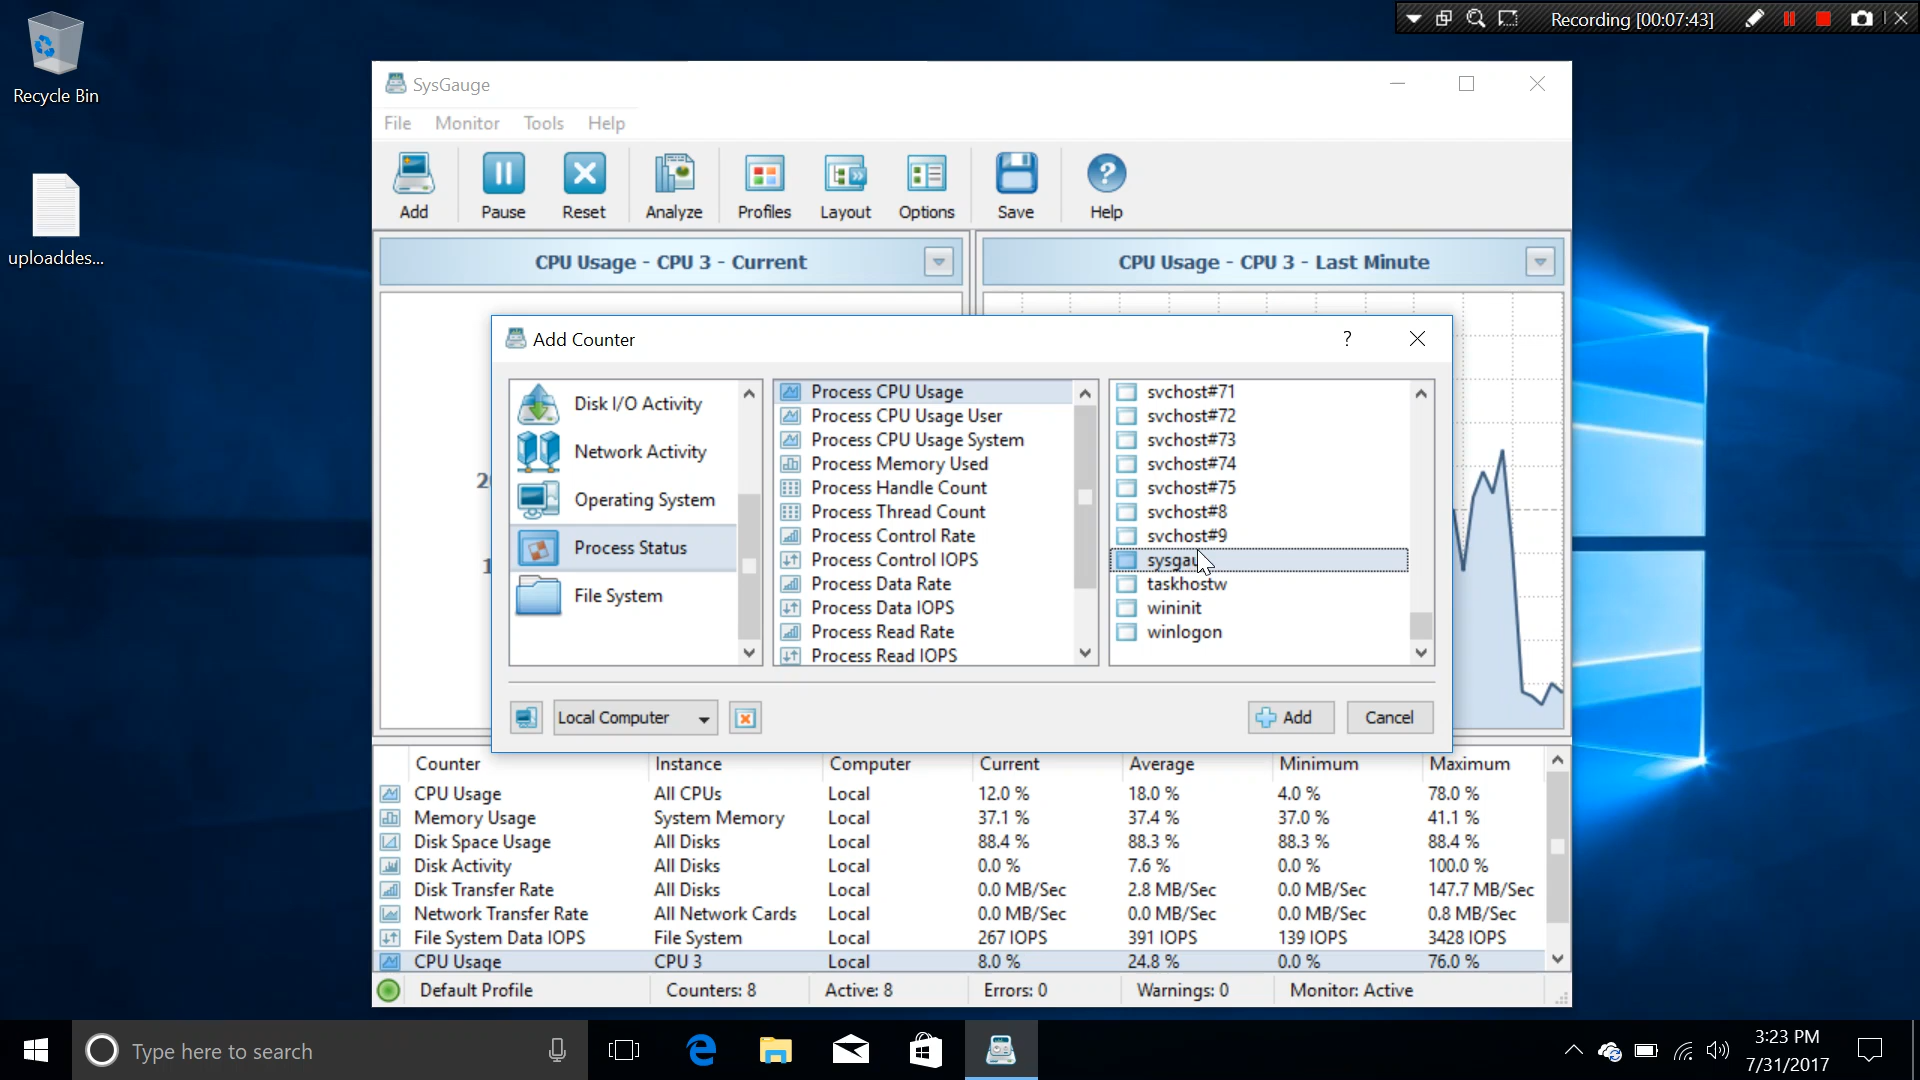 Recording [00:07:43]
Recycle Bin
uploaddes...
SysGauge
File Monitor Tools Help
Add Pause Reset Analyze Profiles Layout Options Save Help
CPU Usage - CPU 3 - Current
CPU Usage - CPU 3 - Last Minute
Add Counter
Disk I/O Activity
Network Activity
Operating System
Process Status
File System
Process CPU Usage
Process CPU Usage User
Process CPU Usage System
Process Memory Used
Process Handle Count
Process Thread Count
Process Control Rate
Process Control IOPS
Process Data Rate
Process Data IOPS
Process Read Rate
Process Read IOPS
svchost#71
svchost#72
svchost#73
svchost#74
svchost#75
svchost#8
svchost#9
taskhostw
wininit
winlogon
Local Computer
Add
Cancel
Counter Instance Computer Current Average Minimum Maximum
CPU Usage All CPUs Local 12.0 % 18.0 % 4.0 % 78.0 %
Memory Usage System Memory Local 37.1 % 37.4 % 37.0 % 41.1 %
Disk Space Usage All Disks Local 88.4 % 88.3 % 88.3 % 88.4 %
Disk Activity All Disks Local 0.0 % 7.6 % 0.0 % 100.0 %
Disk Transfer Rate All Disks Local 0.0 MB/Sec 2.8 MB/Sec 0.0 MB/Sec 147.7 MB/Sec
Network Transfer Rate All Network Cards Local 0.0 MB/Sec 0.0 MB/Sec 0.0 MB/Sec 0.8 MB/Sec
File System Data IOPS File System Local 267 IOPS 391 IOPS 139 IOPS 3428 IOPS
CPU Usage CPU 3 Local 8.0 % 24.8 % 0.0 % 76.0 %
Default Profile Counters: 8 Active: 8 Errors: 0 Warnings: 0 Monitor: Active
Type here to search
3:23 PM
7/31/2017